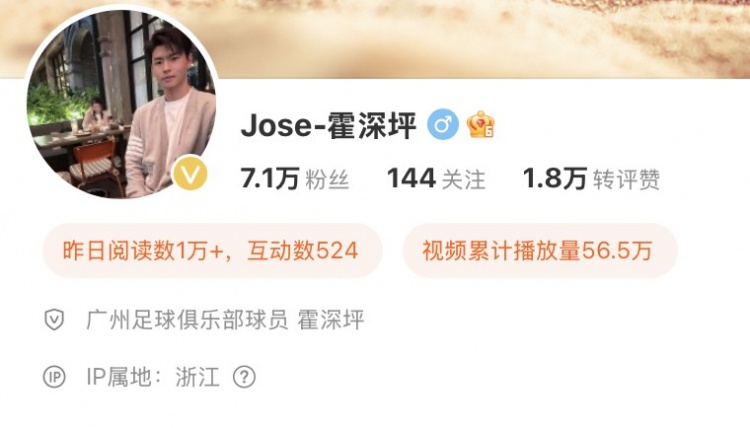 Jose-霍深坪
7.1万 粉丝 144 关注 1.8万 转评赞
昨日阅读数1万+，互动数524 视频累计播放量56.5万
广州足球俱乐部球员 霍深坪
IP IP属地：浙江 ?